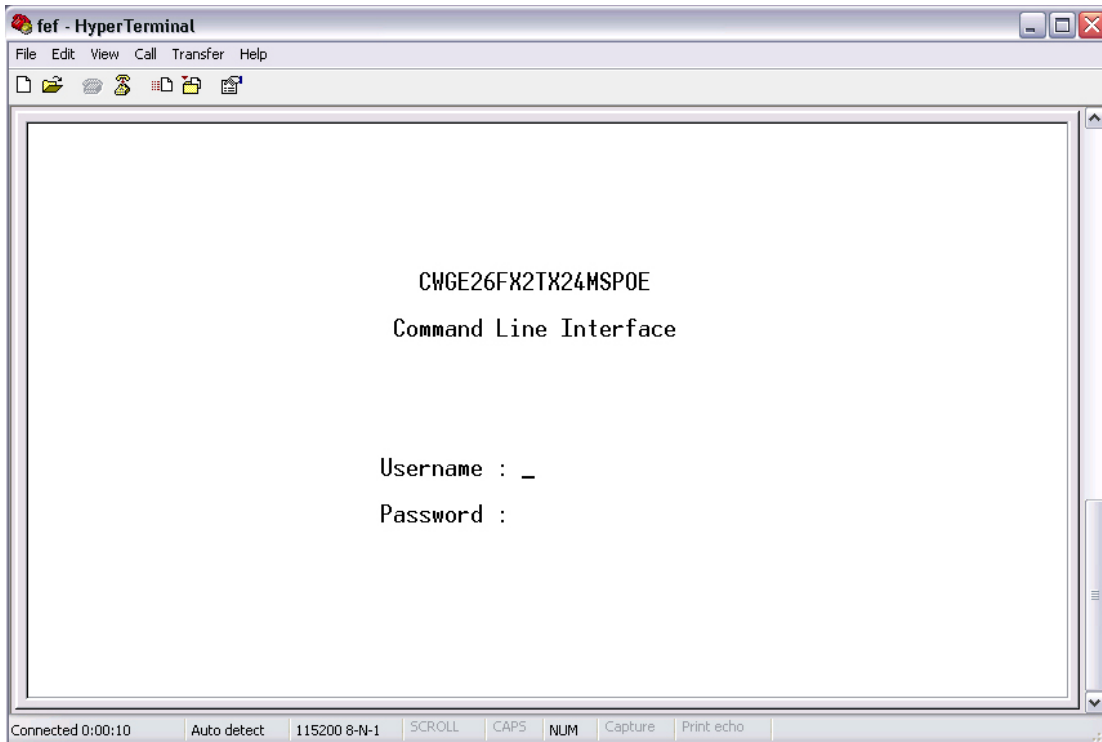 fef - HyperTerminal
File Edit View Call Transfer Help
CWGE26FX2TX24MSPOE
Command Line Interface
Username : _
Password :
Connected 0:00:10 Auto detect 115200 8-N-1 SCROLL CAPS NUM Capture Print echo